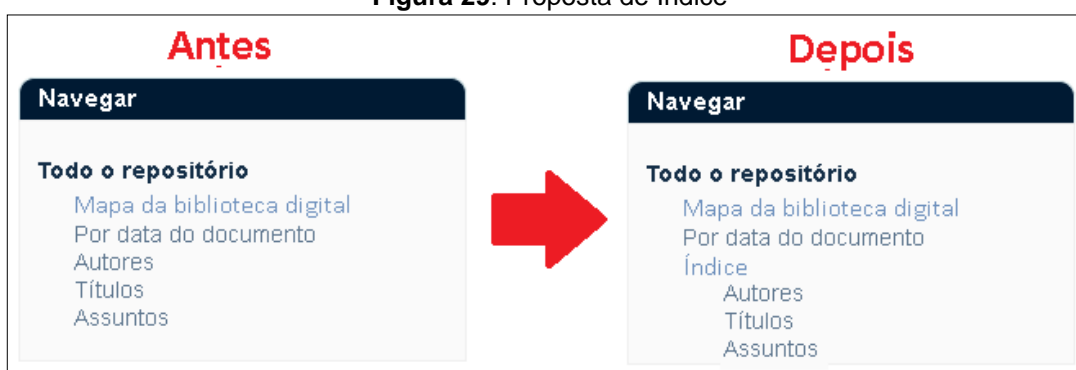 Figura 29. Proposta de Índice
Antes
Navegar
Todo o repositório
Mapa da biblioteca digital
Por data do documento
Autores
Títulos
Assuntos
Depois
Navegar
Todo o repositório
Mapa da biblioteca digital
Por data do documento
Índice
Autores
Títulos
Assuntos